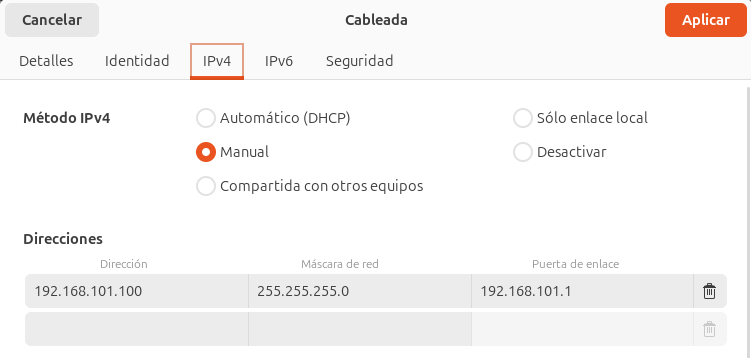 Cancelar Cableada Aplicar
Detalles Identidad IPv4 IPv6 Seguridad
Método IPv4 Automático (DHCP) Sólo enlace local
Manual Desactivar
Compartida con otros equipos
Direcciones
Dirección Máscara de red Puerta de enlace
192.168.101.100 255.255.255.0 192.168.101.1